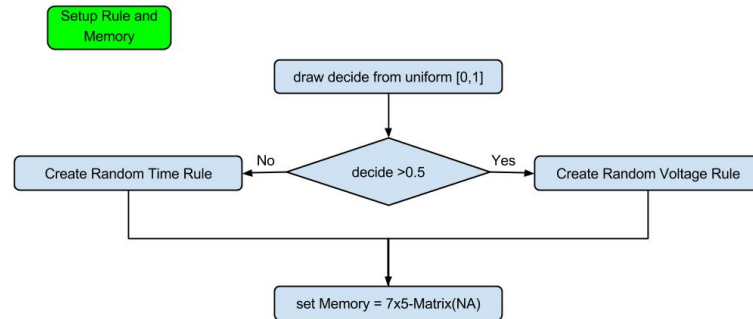 Setup Rule and
Memory
draw decide from uniform [0,1]
No
Yes
Create Random Time Rule
decide >0.5
Create Random Voltage Rule
set Memory = 7x5-Matrix(NA)